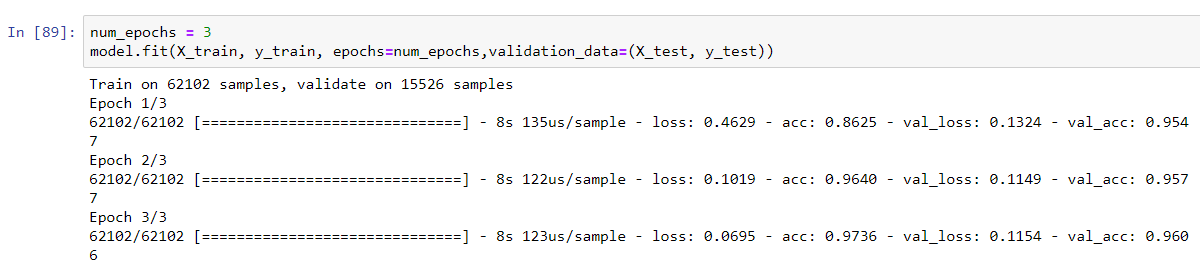 In [89]: num_epochs = 3
model.fit(X_train, y_train, epochs=num_epochs,validation_data=(X_test, y_test))
Train on 62102 samples, validate on 15526 samples
Epoch 1/3
62102/62102 [==============================] - 8s 135us/sample - loss: 0.4629 - acc: 0.8625 - val_loss: 0.1324 - val_acc: 0.954
7
Epoch 2/3
62102/62102 [==============================] - 8s 122us/sample - loss: 0.1019 - acc: 0.9640 - val_loss: 0.1149 - val_acc: 0.957
7
Epoch 3/3
62102/62102 [==============================] - 8s 123us/sample - loss: 0.0695 - acc: 0.9736 - val_loss: 0.1154 - val_acc: 0.960
6